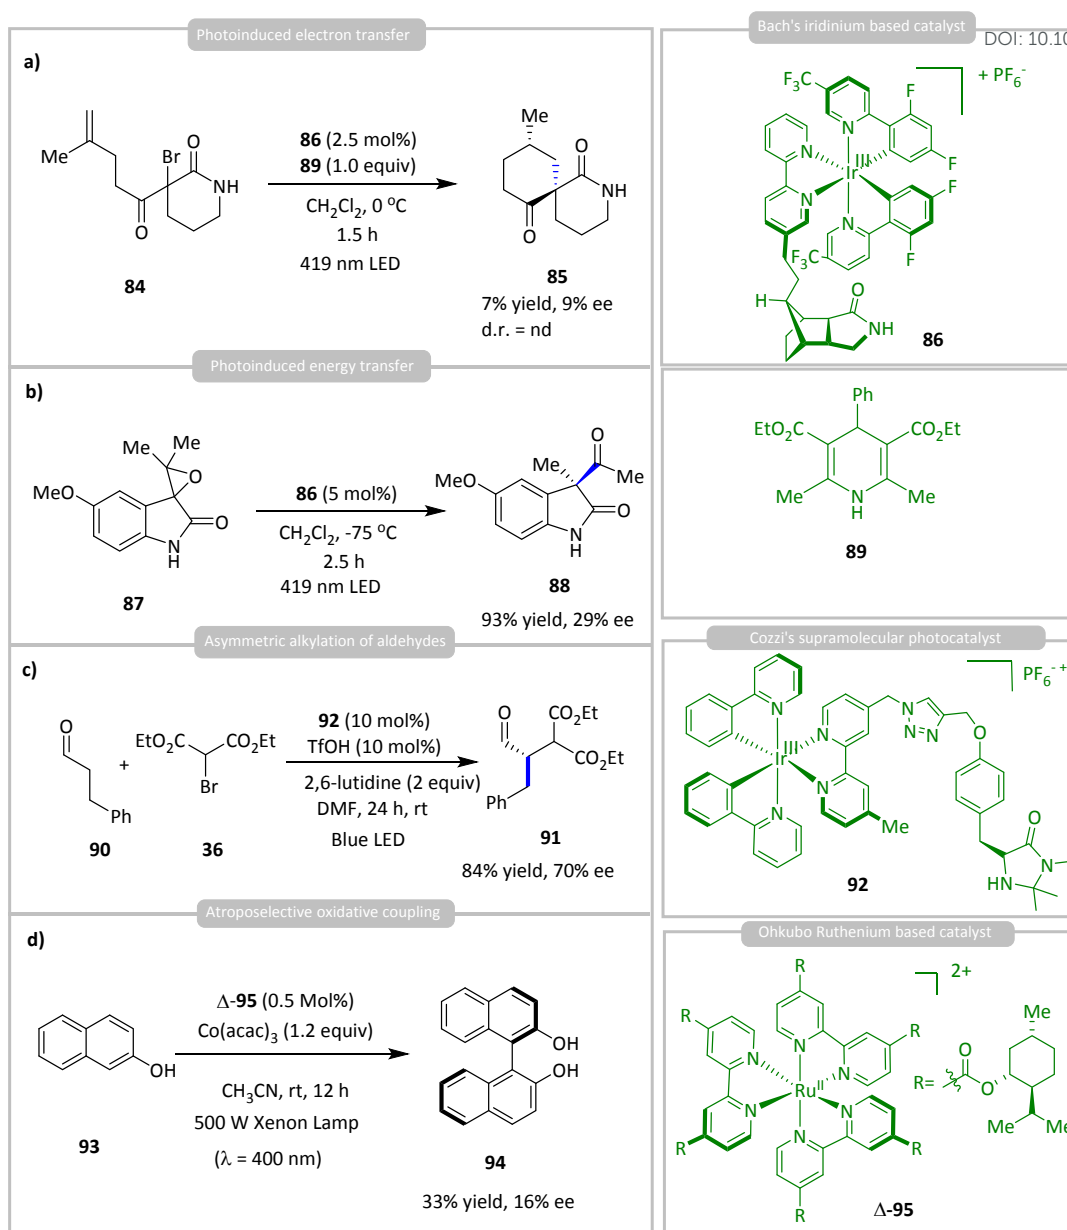 Photoinduced electron transfer
a)
Me
Br
O
NH
O
84
86 (2.5 mol%)
89 (1.0 equiv)
CH2Cl2, 0 °C
1.5 h
419 nm LED
Me
O
NH
O
85
7% yield, 9% ee
d.r. = nd
Photoinduced energy transfer
b)
Me
Me
O
MeO
O
N
H
87
86 (5 mol%)
CH2Cl2, -75 °C
2.5 h
419 nm LED
O
Me
Me
MeO
O
N
H
88
93% yield, 29% ee
Asymmetric alkylation of aldehydes
c)
O
Ph
90
+
EtO2C CO2Et
Br
36
92 (10 mol%)
TfOH (10 mol%)
2,6-lutidine (2 equiv)
DMF, 24 h, rt
Blue LED
O
CO2Et
CO2Et
Ph
91
84% yield, 70% ee
Atroposelective oxidative coupling
d)
OH
93
Δ-95 (0.5 Mol%)
Co(acac)3 (1.2 equiv)
CH3CN, rt, 12 h
500 W Xenon Lamp
(λ = 400 nm)
OH
OH
94
33% yield, 16% ee
Bach's iridinium based catalyst
DOI: 10.10
+ PF6-
F3C
F
N
N
IrIII
F
N
F
N
F3C
F
H
O
NH
86
Ph
EtO2C CO2Et
Me N Me
H
89
Cozzi's supramolecular photocatalyst
PF6- +
N
N
N
N
N
IrIII
N
N
O
Me
O
N
HN
92
Ohkubo Ruthenium based catalyst
2+
R
R
R
N
N
N
RuII
N
N
N
R
R
R
R=
O
O
Me
Me
Me
Δ-95